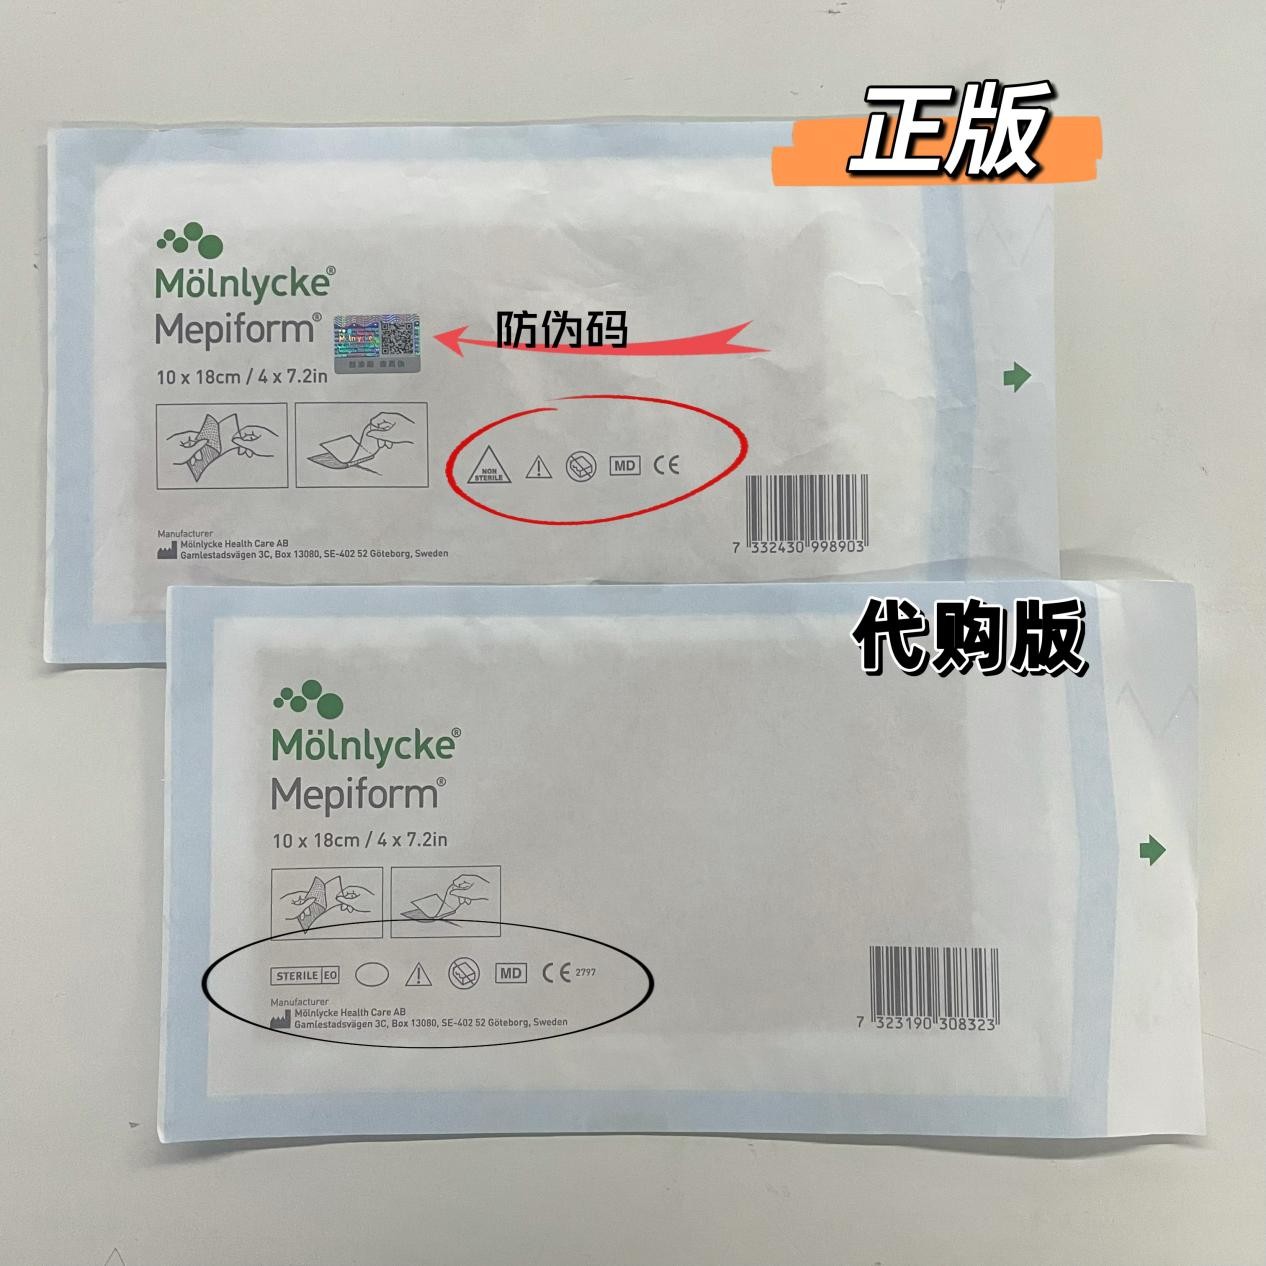 正版
Mölnlycke®
Mepiform®
Mölnlycke
防伪码
10 x 18cm / 4 x 7.2in
NON
STERILE
MD
CE
Manufacturer
Mölnlycke Health Care AB
Gamlestadsvägen 3C, Box 13080, SE-402 52 Göteborg, Sweden
7 332430 998903
代购版
Mölnlycke®
Mepiform®
10 x 18cm / 4 x 7.2in
STERILE EO
MD
CE 2797
Manufacturer
Mölnlycke Health Care AB
Gamlestadsvägen 3C, Box 13080, SE-402 52 Göteborg, Sweden
7 323190 308323